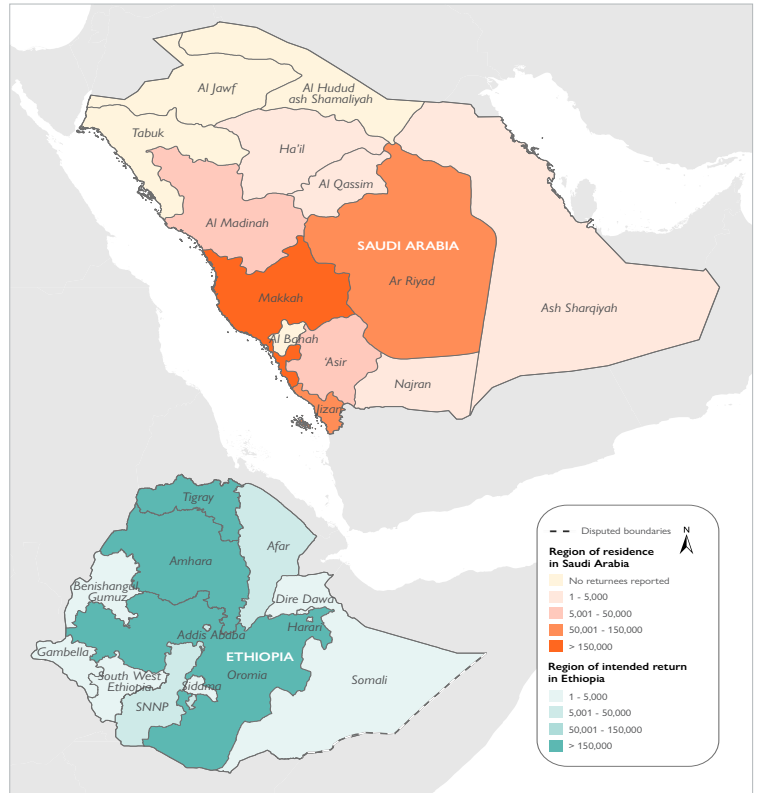 Al Jawf
Al Hudud
ash Shamaliyah
Tabuk
Ha'il
Al Qassim
Al Madinah
SAUDI ARABIA
Ar Riyad
Makkah
Ash Sharqiyah
Al Bahah
'Asir
Najran
Jizan
Tigray
Afar
Amhara
Benishangul
Gumuz
Dire Dawa
Addis Ababa
Harari
Gambella
ETHIOPIA
South West
Ethiopia
Sidama
Oromia
Somali
SNNP
Disputed boundaries
N
Region of residence
in Saudi Arabia
No returnees reported
1 - 5,000
5,001 - 50,000
50,001 - 150,000
> 150,000
Region of intended return
in Ethiopia
1 - 5,000
5,001 - 50,000
50,001 - 150,000
> 150,000